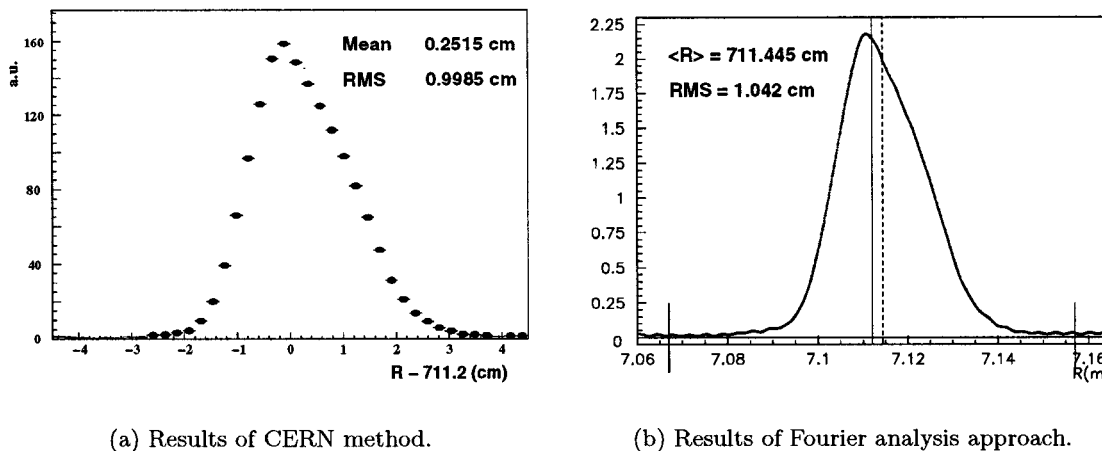 a.u.
160
120
80
40
0
Mean 0.2515 cm
RMS 0.9985 cm
−4 −3 −2 −1 0 1 2 3 4
R − 711.2 (cm)
(a) Results of CERN method.
2.25
2
1.75
1.5
1.25
1
0.75
0.5
0.25
0
<R> = 711.445 cm
RMS = 1.042 cm
7.06 7.08 7.1 7.12 7.14 7.16
R(m
(b) Results of Fourier analysis approach.